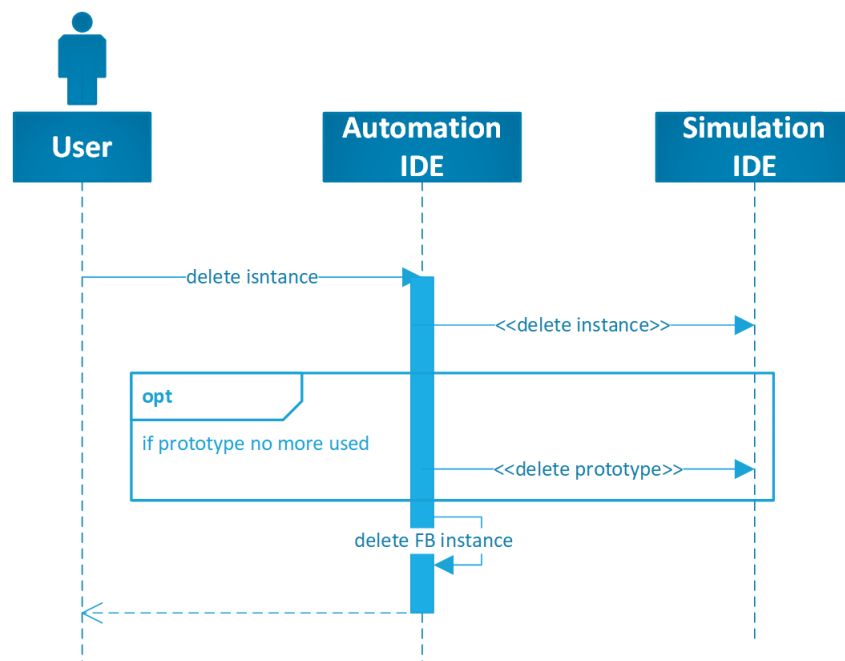 User
Automation
IDE
Simulation
IDE
delete isntance
<<delete instance>>
opt
if prototype no more used
<<delete prototype>>
delete FB instance